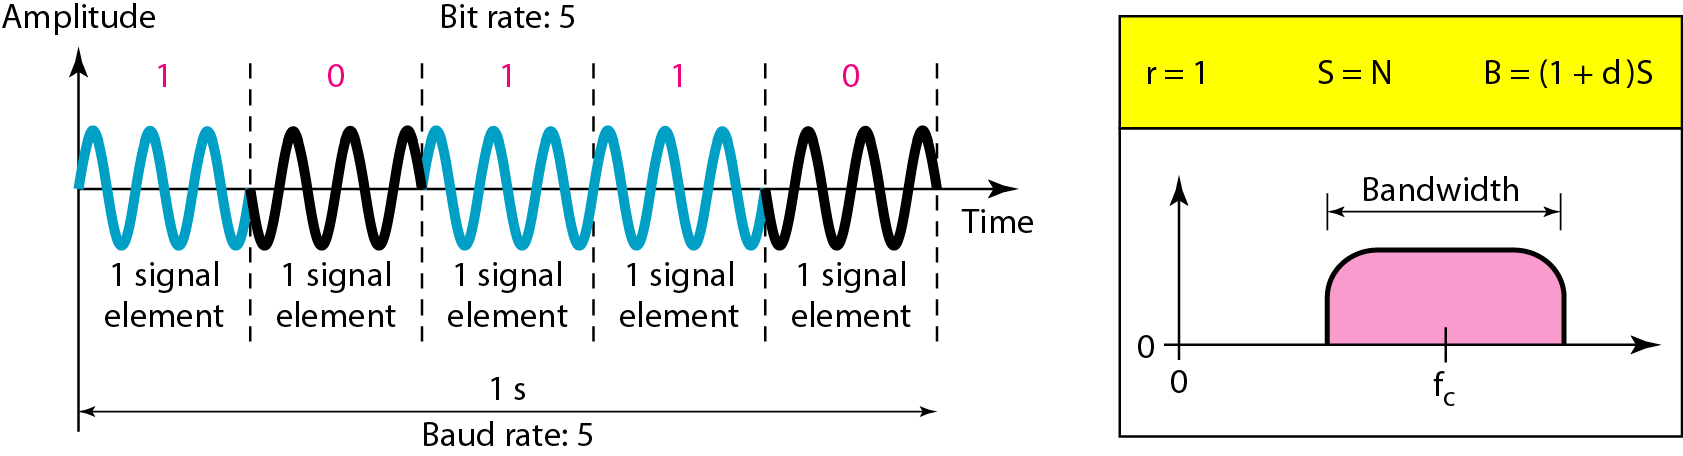 Amplitude
Bit rate: 5
1 0 1 1 0
Time
1 signal element
1 signal element
1 signal element
1 signal element
1 signal element
1 s
Baud rate: 5
r = 1 S = N B = (1 + d)S
Bandwidth
0
0
fc